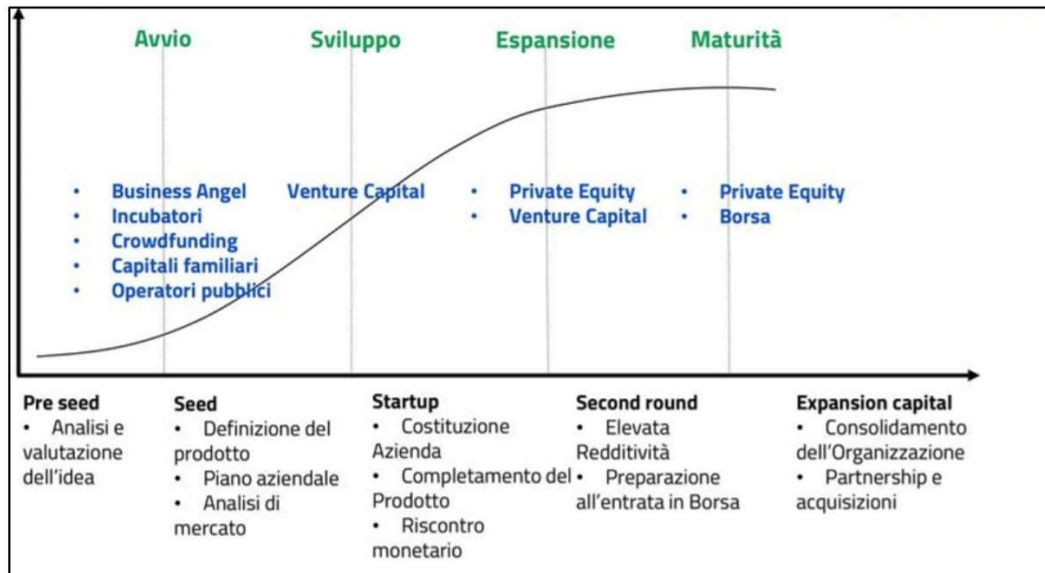 Avvio
Sviluppo
Espansione
Maturità
• Business Angel
• Incubatori
• Crowdfunding
• Capitali familiari
• Operatori pubblici
Venture Capital
• Private Equity
• Venture Capital
• Private Equity
• Borsa
Pre seed
• Analisi e
valutazione
dell'idea
Seed
• Definizione del
prodotto
• Piano aziendale
• Analisi di
mercato
Startup
• Costituzione
Azienda
• Completamento del
Prodotto
• Riscontro
monetario
Second round
• Elevata
Redditività
• Preparazione
all'entrata in Borsa
Expansion capital
• Consolidamento
dell'Organizzazione
• Partnership e
acquisizioni